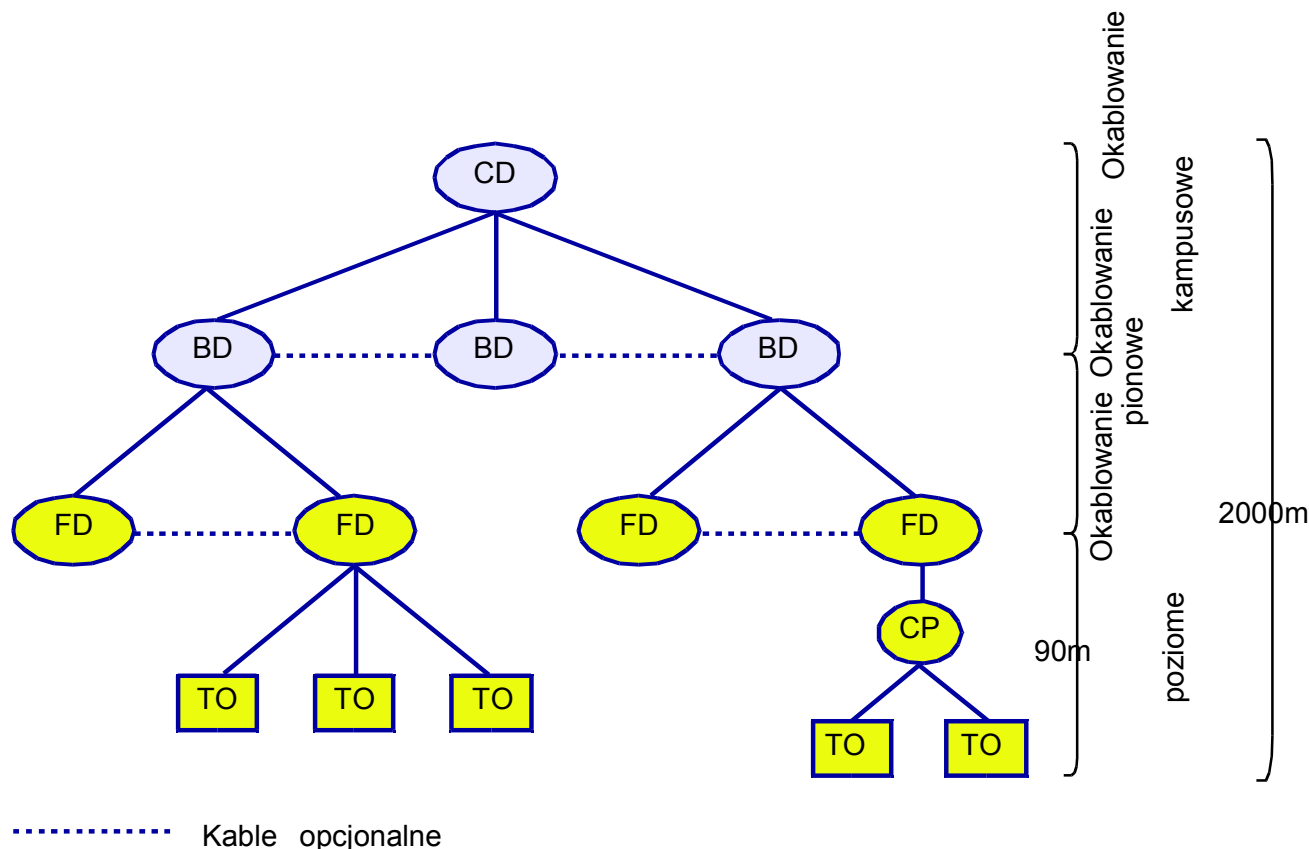 CD
BD BD BD
FD FD FD FD
CP
TO TO TO
TO TO
Okablowanie
kampusowe
Okablowanie
pionowe
Okablowanie
poziome
90m
2000m
Kable opcjonalne